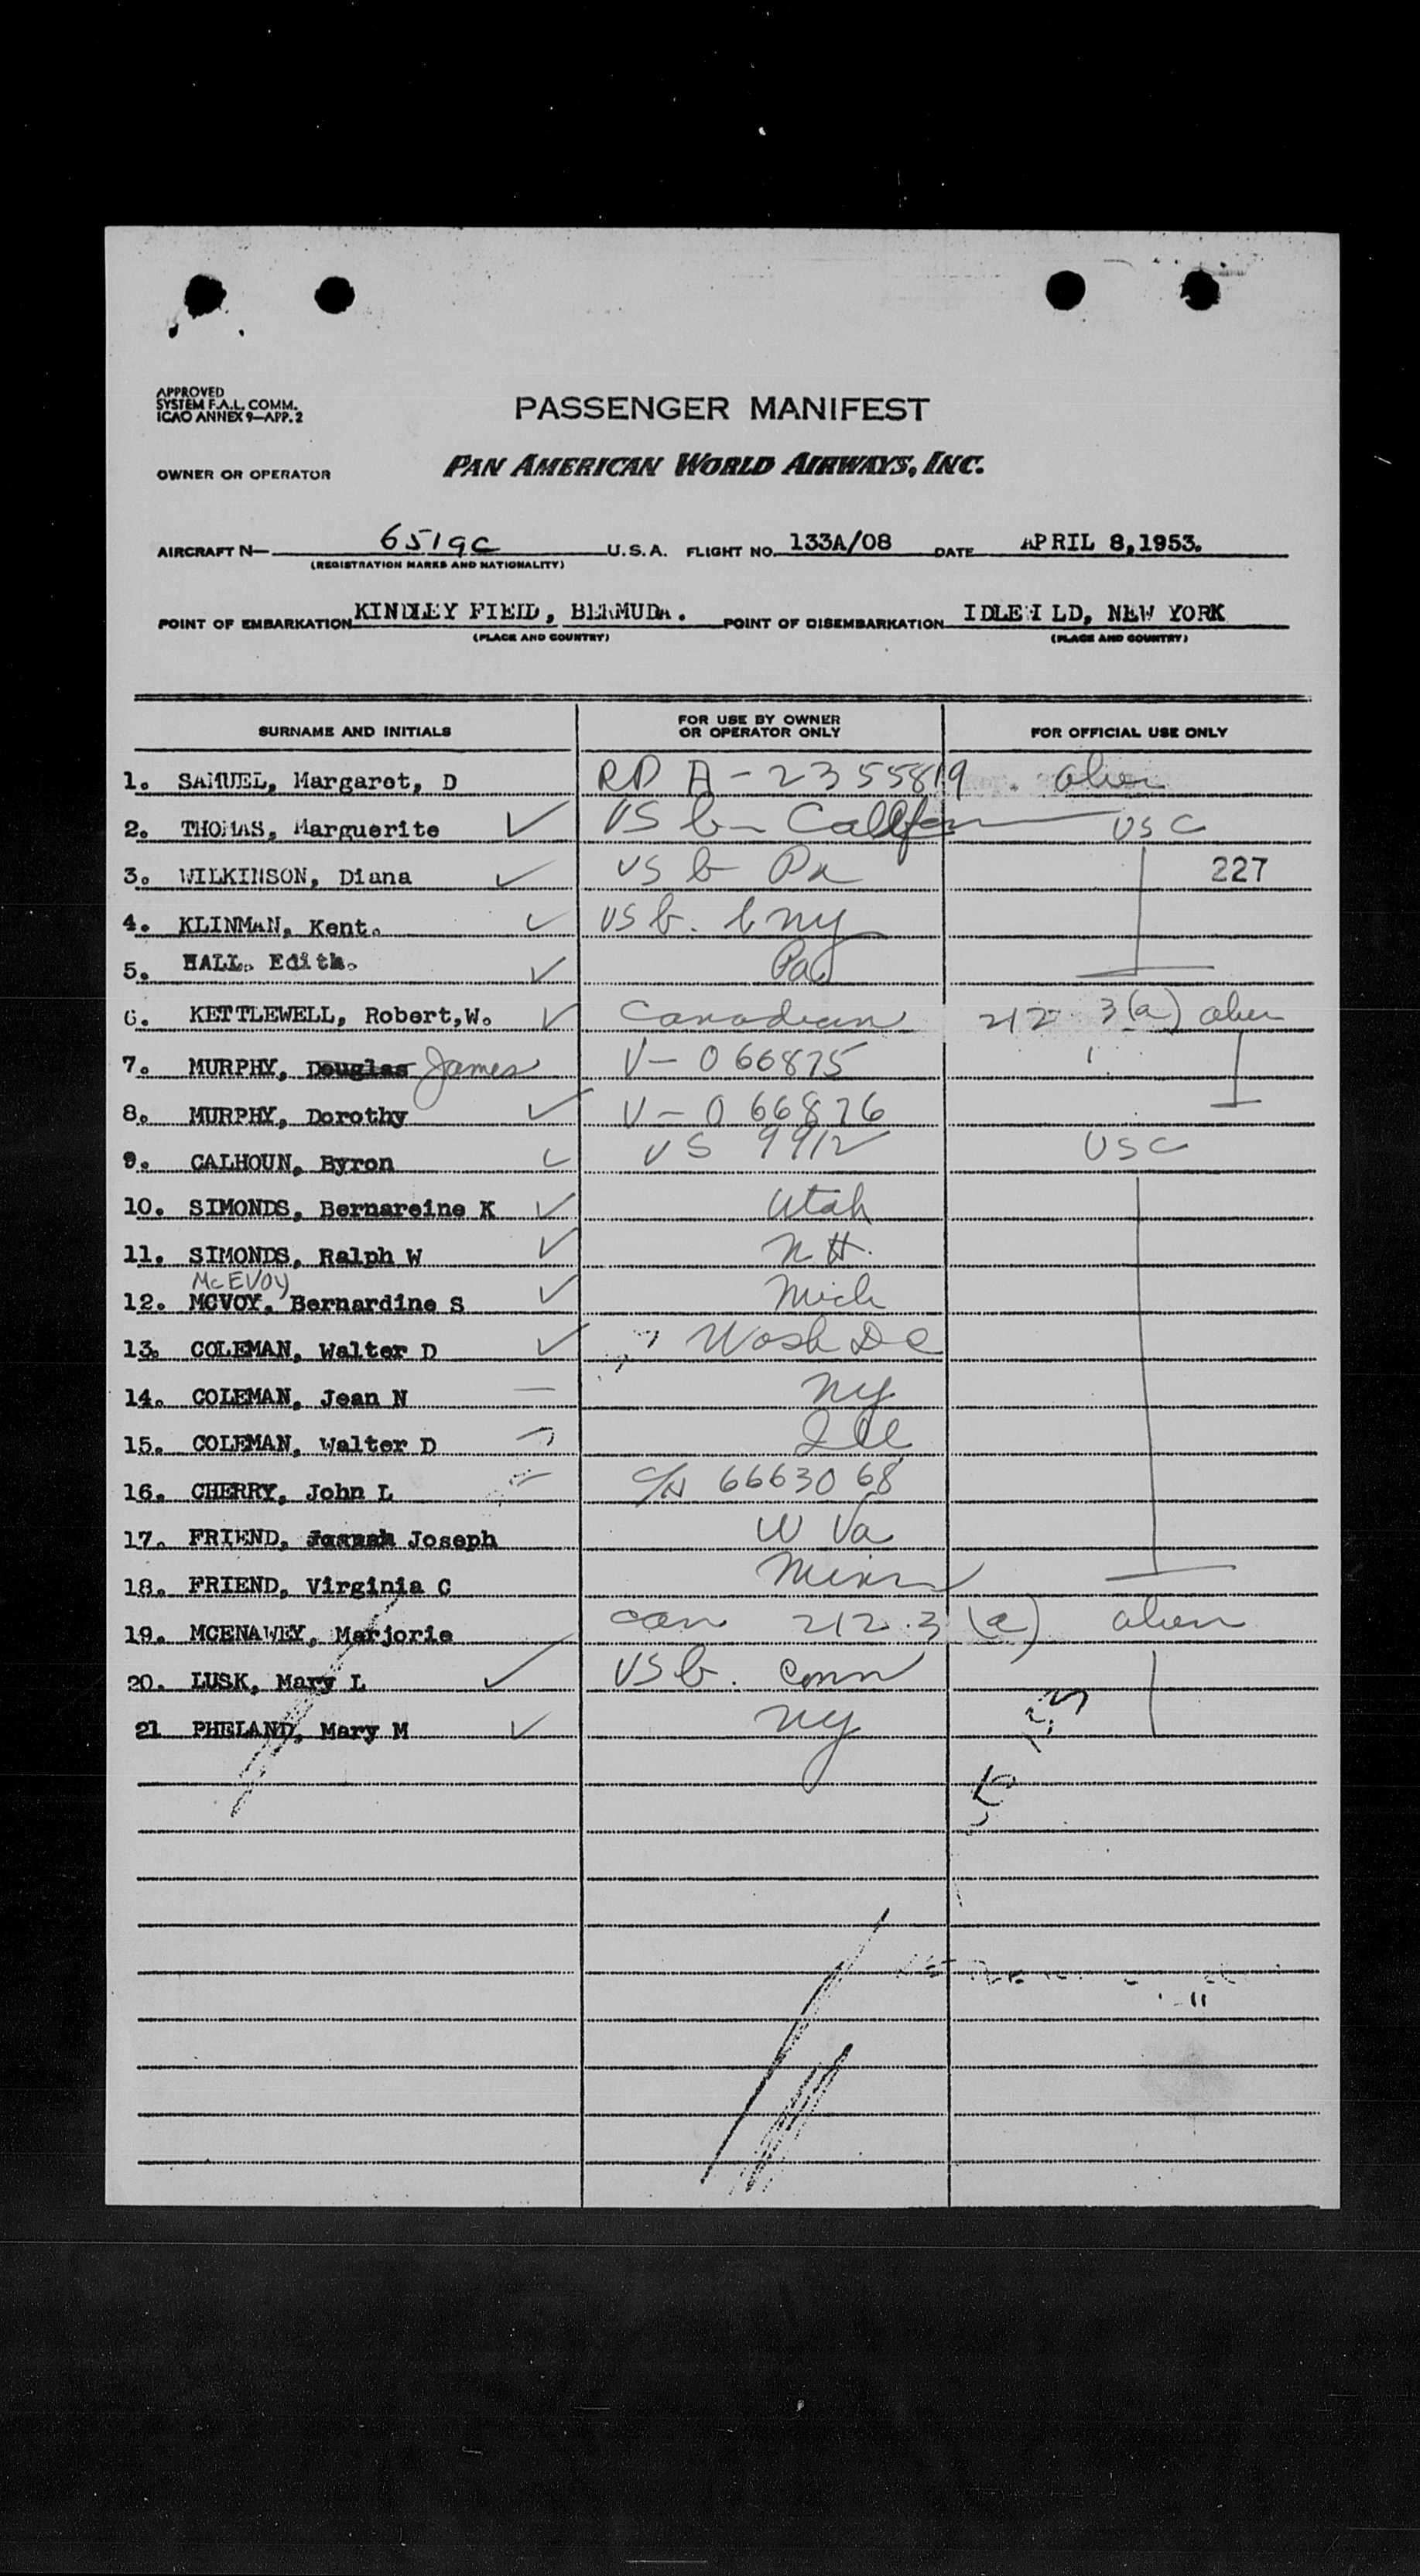 APPROVED
SYSTEM F.A.L. COMM.
ICAO ANNEX 9—APP. 2
PASSENGER MANIFEST
OWNER OR OPERATOR PAN AMERICAN WORLD AIRWAYS, INC.
AIRCRAFT N— 6519C U.S.A. FLIGHT NO. 133A/08 DATE APRIL 8,1953.
(REGISTRATION MARKS AND NATIONALITY)
POINT OF EMBARKATION KINDLEY FIELD, BERMUDA. POINT OF DISEMBARKATION IDLEWILD, NEW YORK
(PLACE AND COUNTRY) (PLACE AND COUNTRY)
SURNAME AND INITIALS FOR USE BY OWNER OR OPERATOR ONLY FOR OFFICIAL USE ONLY
1. SAMUEL, Margaret, D RP A-2355819 alien
2. THOMAS, Marguerite ✓ US b- Califor USC
3. WILKINSON, Diana ✓ US b Pa 227
4. KLINMAN, Kent. ✓ US b. b NY
5. HALL. Edith. ✓ Pa
6. KETTLEWELL, Robert,W. ✓ Canadian 212 3(a) alien
7. MURPHY, Douglas James V-066875
8. MURPHY, Dorothy ✓ V-066876
9. CALHOUN, Byron ✓ US 9912 USC
10. SIMONDS, Bernareine K ✓ Utah
11. SIMONDS, Ralph W ✓ N.H.
McEVOY
12. MCVOY, Bernardine S ✓ Mich
13. COLEMAN, Walter D ✓ Wash DC
14. COLEMAN, Jean N — NY
15. COLEMAN, Walter D Ill
16. CHERRY, John L C/N 6663068
17. FRIEND, Joseph W Va
18. FRIEND, Virginia C Minn
19. MCENAWEY, Marjorie can 212.3(a) alien
20. LUSK, Mary L ✓ US b. Conn
21 PHELAND, Mary M ✓ NY